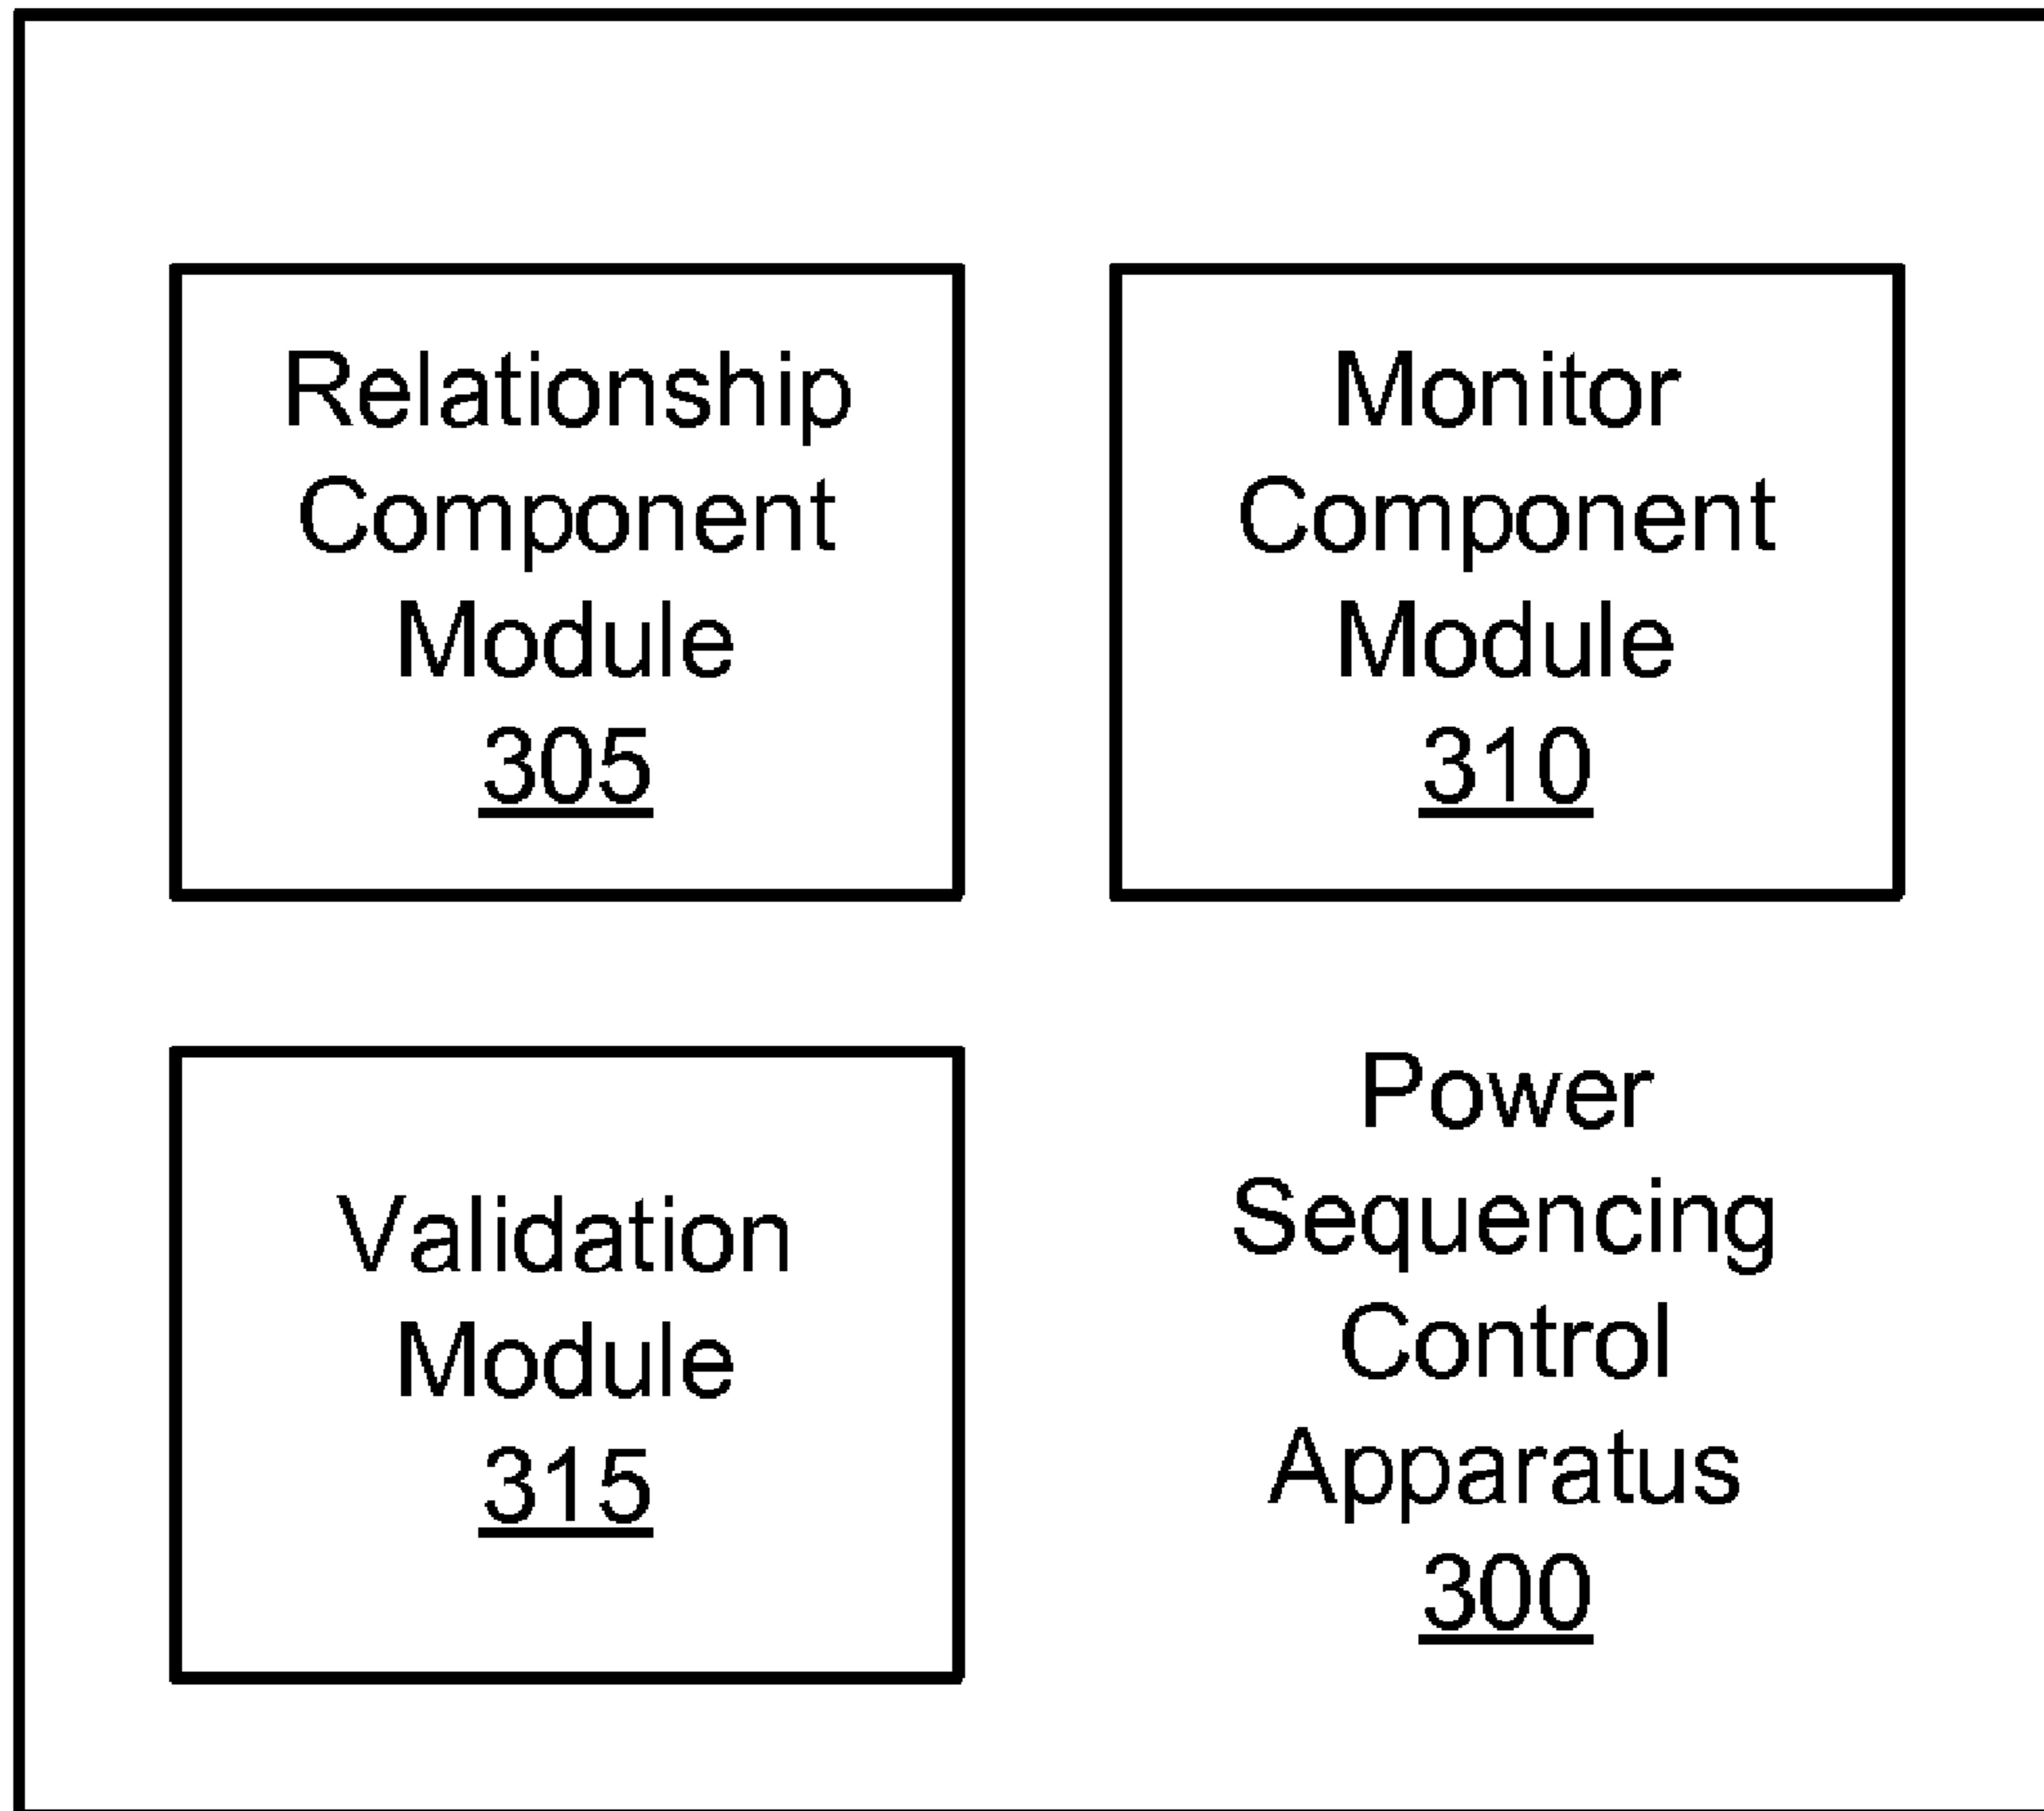 Relationship
Component
Module
305
Monitor
Component
Module
310
Validation
Module
315
Power
Sequencing
Control
Apparatus
300